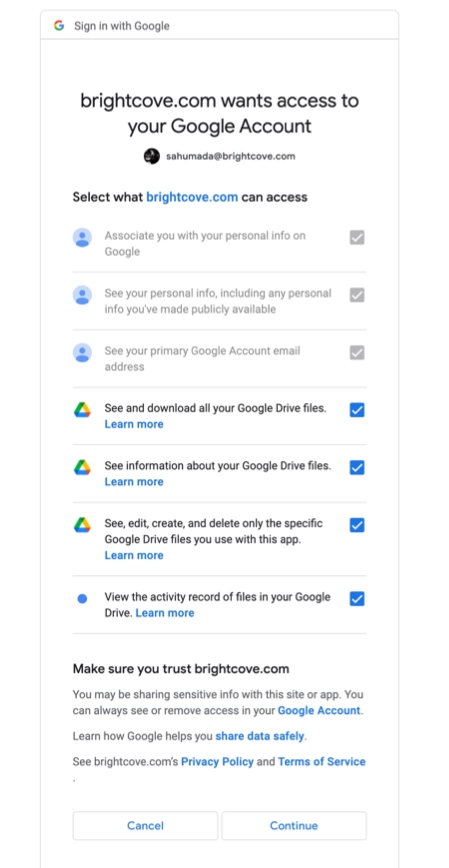 Sign in with Google
brightcove.com wants access to
your Google Account
sahumada@brightcove.com
Select what brightcove.com can access
Associate you with your personal info on
Google
See your personal info, including any personal
info you've made publicly available
See your primary Google Account email
address
See and download all your Google Drive files.
Learn more
See information about your Google Drive files.
Learn more
See, edit, create, and delete only the specific
Google Drive files you use with this app.
Learn more
View the activity record of files in your Google
Drive. Learn more
Make sure you trust brightcove.com
You may be sharing sensitive info with this site or app. You
can always see or remove access in your Google Account.
Learn how Google helps you share data safely.
See brightcove.com's Privacy Policy and Terms of Service
.
Cancel
Continue